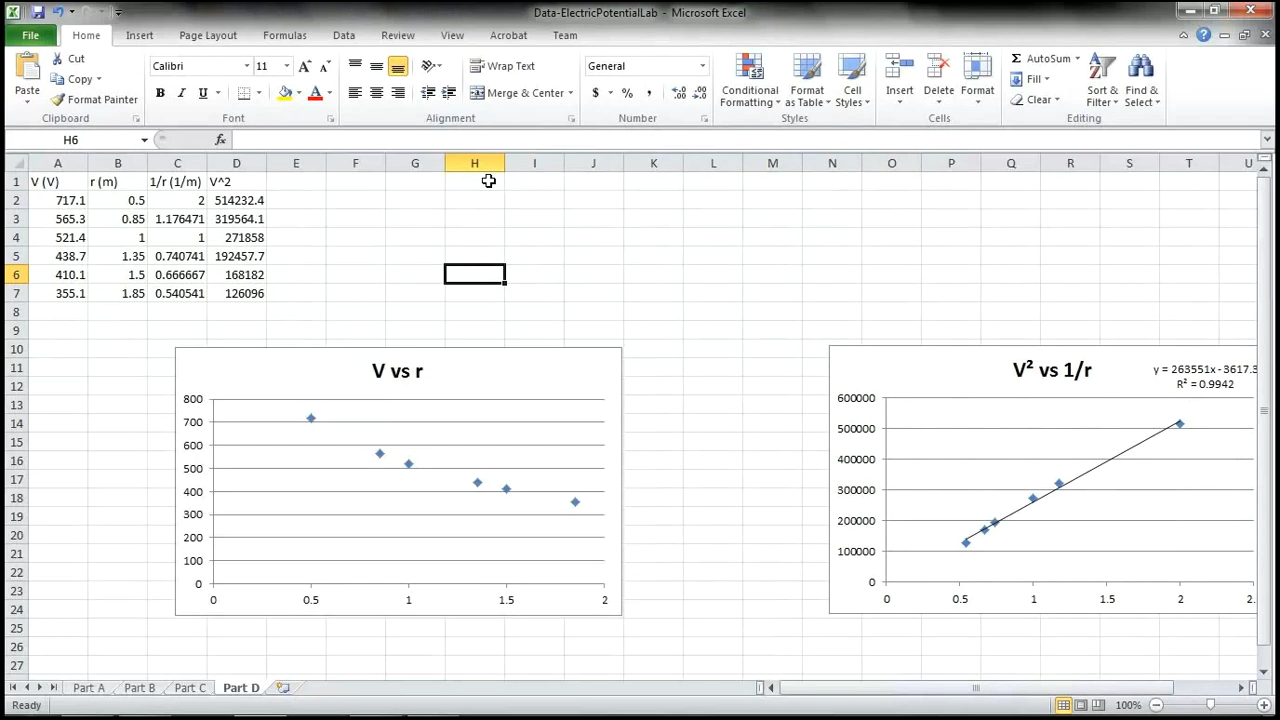 Data-ElectricPotentialLab - Microsoft Excel
File Home Insert Page Layout Formulas Data Review View Acrobat Team
Paste Cut Copy Format Painter Clipboard
Calibri 11 B I U A A A Font
Wrap Text Merge & Center Alignment
General $ % , .0 .00 .00 .0 Number
Conditional Formatting Format as Table Cell Styles Styles
Insert Delete Format Cells
Σ AutoSum Fill Clear Sort & Filter Find & Select Editing
H6 fx
A B C D E F G H I J K L M N O P Q R S T U
1 V (V) r (m) 1/r (1/m) V^2
2 717.1 0.5 2 514232.4
3 565.3 0.85 1.176471 319564.1
4 521.4 1 1 271858
5 438.7 1.35 0.740741 192457.7
6 410.1 1.5 0.666667 168182
7 355.1 1.85 0.540541 126096
8
9
10
11
12
13
14
15
16
17
18
19
20
21
22
23
24
25
26
27
V vs r
800
700
600
500
400
300
200
100
0
0 0.5 1 1.5 2
V² vs 1/r
y = 263551x - 3617.3
R² = 0.9942
600000
500000
400000
300000
200000
100000
0
0 0.5 1 1.5 2 2.
Part A Part B Part C Part D
Ready 100%